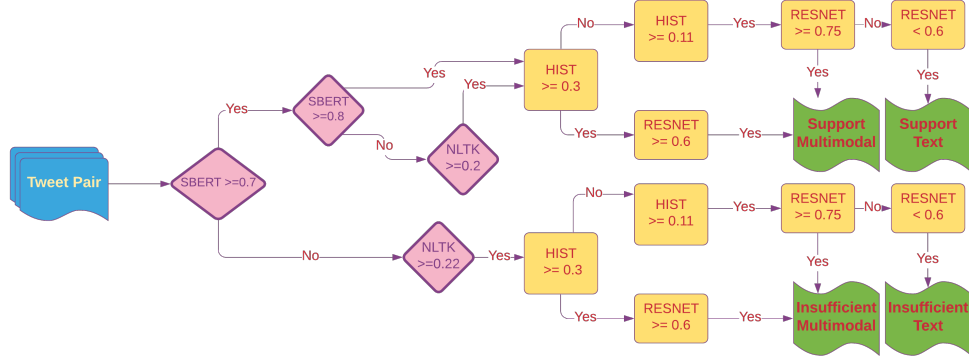 Tweet Pair
SBERT >=0.7
Yes
No
SBERT
>=0.8
Yes
No
NLTK
>=0.2
Yes
HIST
>= 0.3
No
HIST
>= 0.11
Yes
RESNET
>= 0.75
No
RESNET
< 0.6
Yes
Yes
Yes
RESNET
>= 0.6
Yes
Support
Multimodal
Support
Text
NLTK
>=0.22
Yes
HIST
>= 0.3
No
HIST
>= 0.11
Yes
RESNET
>= 0.75
No
RESNET
< 0.6
Yes
Yes
Yes
RESNET
>= 0.6
Yes
Insufficient
Multimodal
Insufficient
Text